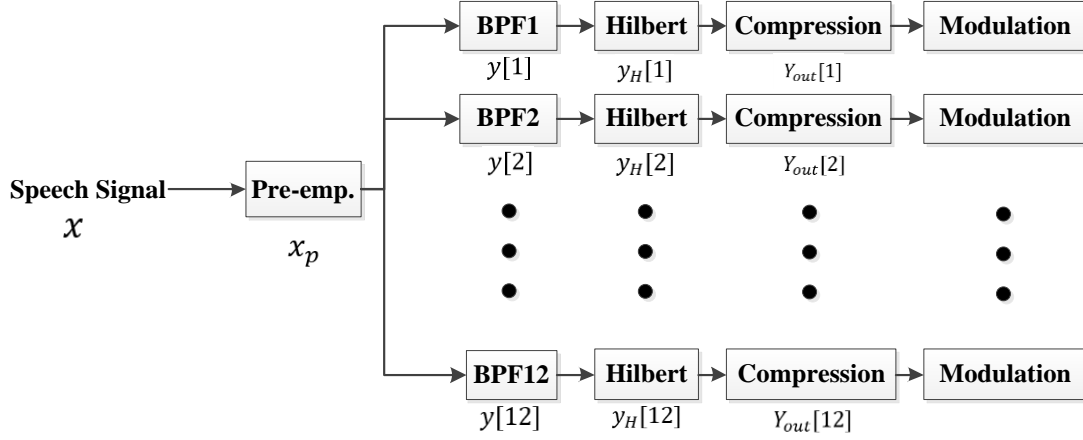 BPF1 Hilbert Compression Modulation
y[1] y_H[1] Y_out[1]
BPF2 Hilbert Compression Modulation
y[2] y_H[2] Y_out[2]
Speech Signal Pre-emp.
x x_p
BPF12 Hilbert Compression Modulation
y[12] y_H[12] Y_out[12]